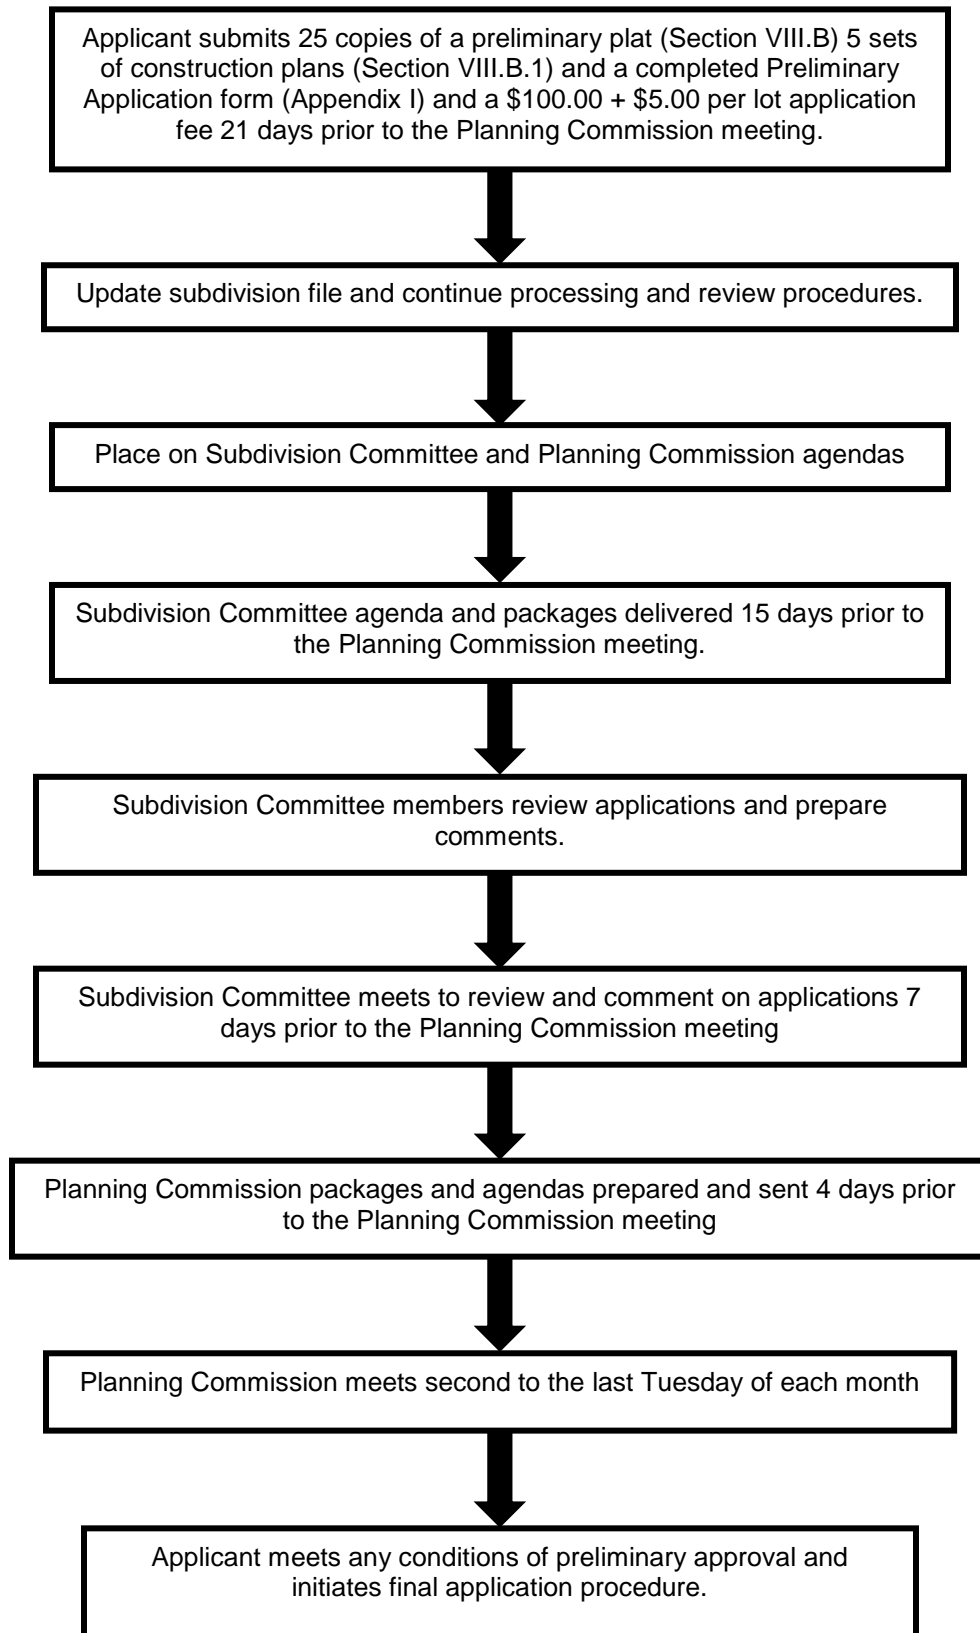 Applicant submits 25 copies of a preliminary plat (Section VIII.B) 5 sets
of construction plans (Section VIII.B.1) and a completed Preliminary
Application form (Appendix I) and a $100.00 + $5.00 per lot application
fee 21 days prior to the Planning Commission meeting.
Update subdivision file and continue processing and review procedures.
Place on Subdivision Committee and Planning Commission agendas
Subdivision Committee agenda and packages delivered 15 days prior to
the Planning Commission meeting.
Subdivision Committee members review applications and prepare
comments.
Subdivision Committee meets to review and comment on applications 7
days prior to the Planning Commission meeting
Planning Commission packages and agendas prepared and sent 4 days prior
to the Planning Commission meeting
Planning Commission meets second to the last Tuesday of each month
Applicant meets any conditions of preliminary approval and
initiates final application procedure.